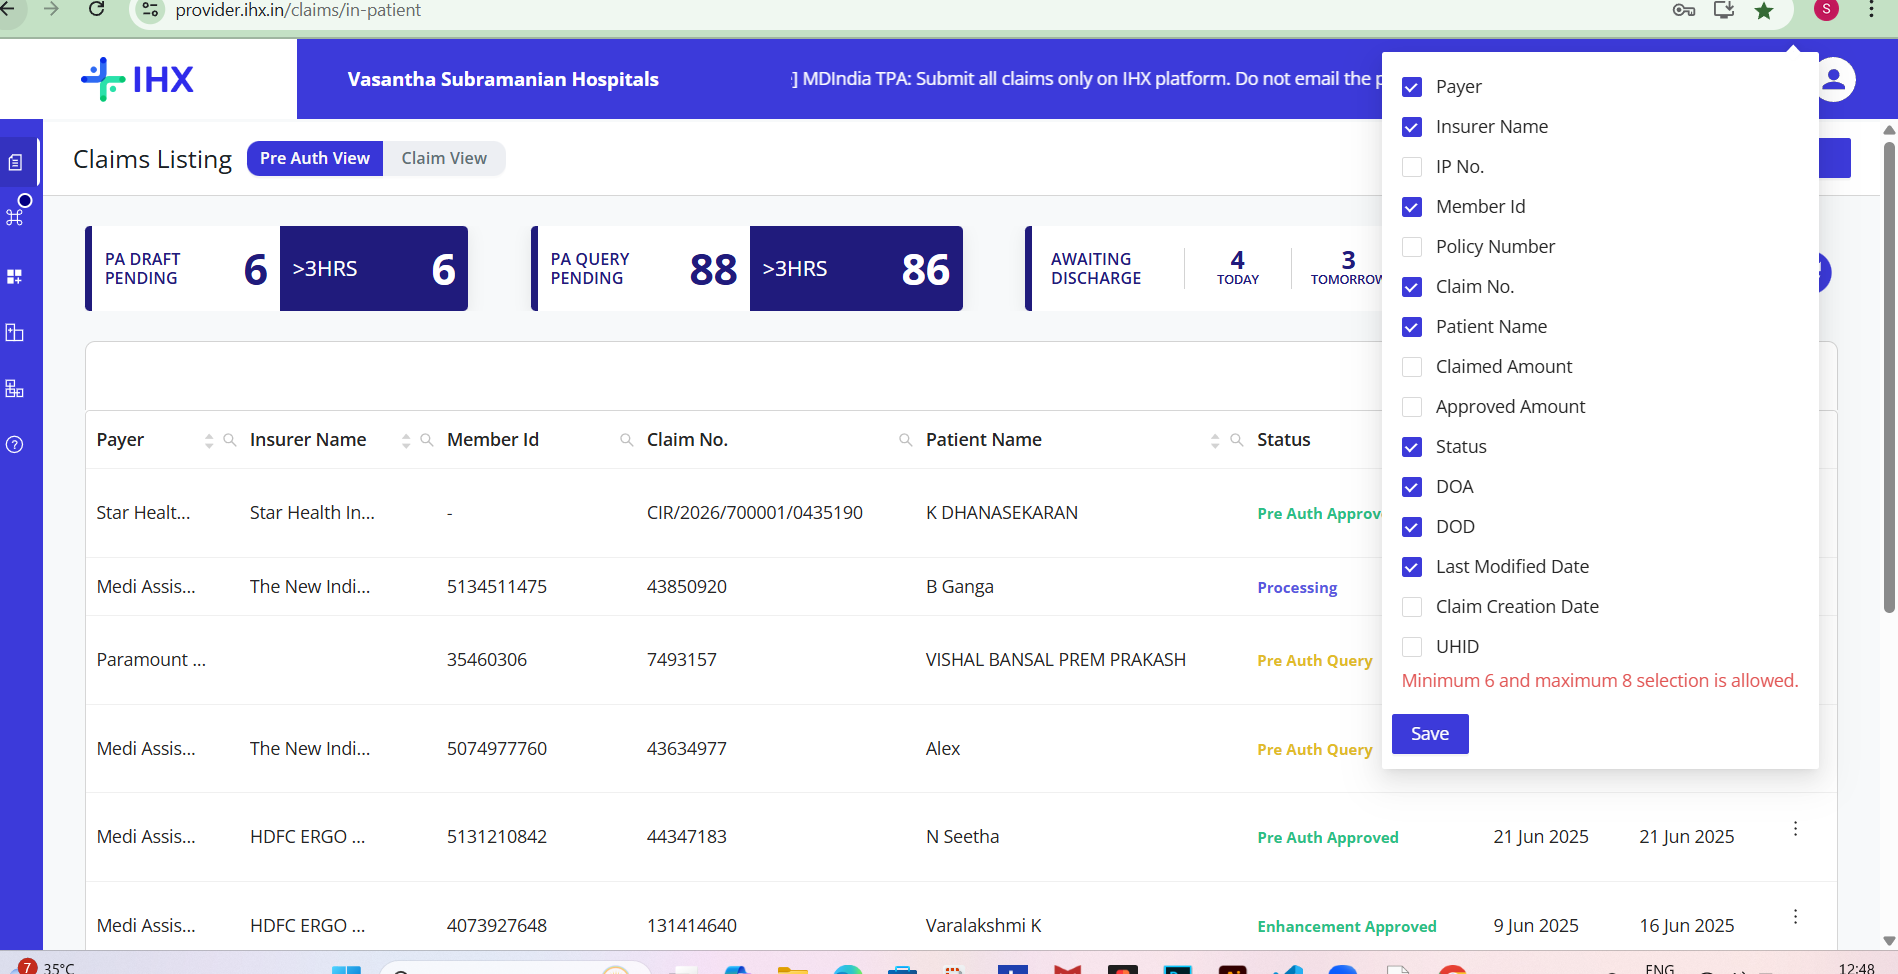 provider.ihx.in/claims/in-patient
S
IHX
Vasantha Subramanian Hospitals
] MDIndia TPA: Submit all claims only on IHX platform. Do not email the p
Claims Listing
Pre Auth View
Claim View
PA DRAFT PENDING 6 >3HRS 6
PA QUERY PENDING 88 >3HRS 86
AWAITING DISCHARGE 4 TODAY 3 TOMORROW
Payer Insurer Name Member Id Claim No. Patient Name Status
Star Healt... Star Health In... - CIR/2026/700001/0435190 K DHANASEKARAN Pre Auth Approv
Medi Assis... The New Indi... 5134511475 43850920 B Ganga Processing
Paramount ... 35460306 7493157 VISHAL BANSAL PREM PRAKASH Pre Auth Query
Medi Assis... The New Indi... 5074977760 43634977 Alex Pre Auth Query
Medi Assis... HDFC ERGO ... 5131210842 44347183 N Seetha Pre Auth Approved 21 Jun 2025 21 Jun 2025
Medi Assis... HDFC ERGO ... 4073927648 131414640 Varalakshmi K Enhancement Approved 9 Jun 2025 16 Jun 2025
Payer
Insurer Name
IP No.
Member Id
Policy Number
Claim No.
Patient Name
Claimed Amount
Approved Amount
Status
DOA
DOD
Last Modified Date
Claim Creation Date
UHID
Minimum 6 and maximum 8 selection is allowed.
Save
7
35°C
ENG
12:48